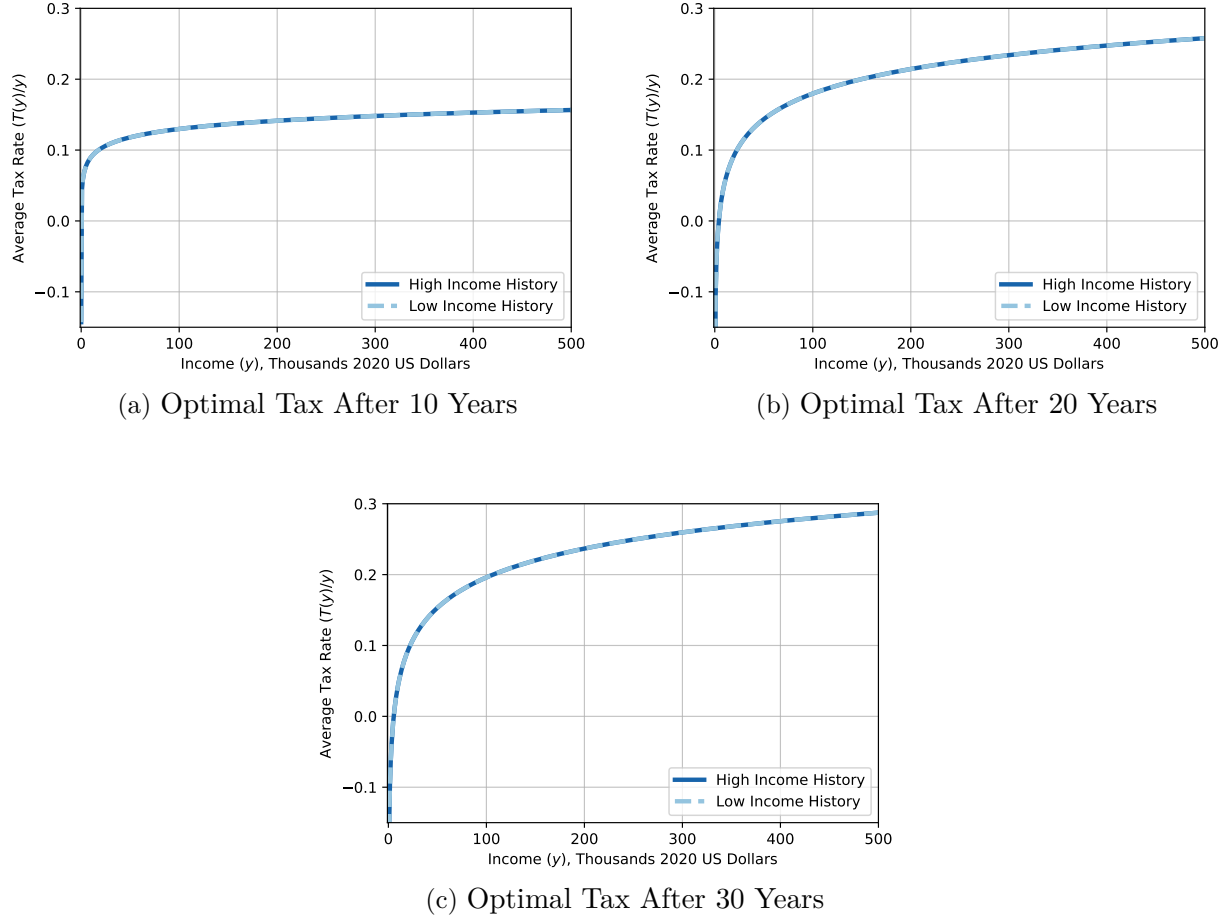 0.3
0.2
0.1
0.0
−0.1
Average Tax Rate (T(y)/y)
High Income History
Low Income History
0 100 200 300 400 500
Income (y), Thousands 2020 US Dollars
(a) Optimal Tax After 10 Years
0.3
0.2
0.1
0.0
−0.1
Average Tax Rate (T(y)/y)
High Income History
Low Income History
0 100 200 300 400 500
Income (y), Thousands 2020 US Dollars
(b) Optimal Tax After 20 Years
0.3
0.2
0.1
0.0
−0.1
Average Tax Rate (T(y)/y)
High Income History
Low Income History
0 100 200 300 400 500
Income (y), Thousands 2020 US Dollars
(c) Optimal Tax After 30 Years